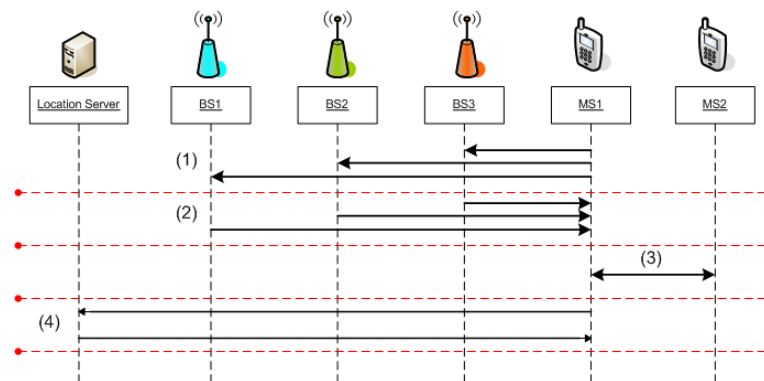 Location Server
BS1
BS2
BS3
MS1
MS2
(1)
(2)
(3)
(4)